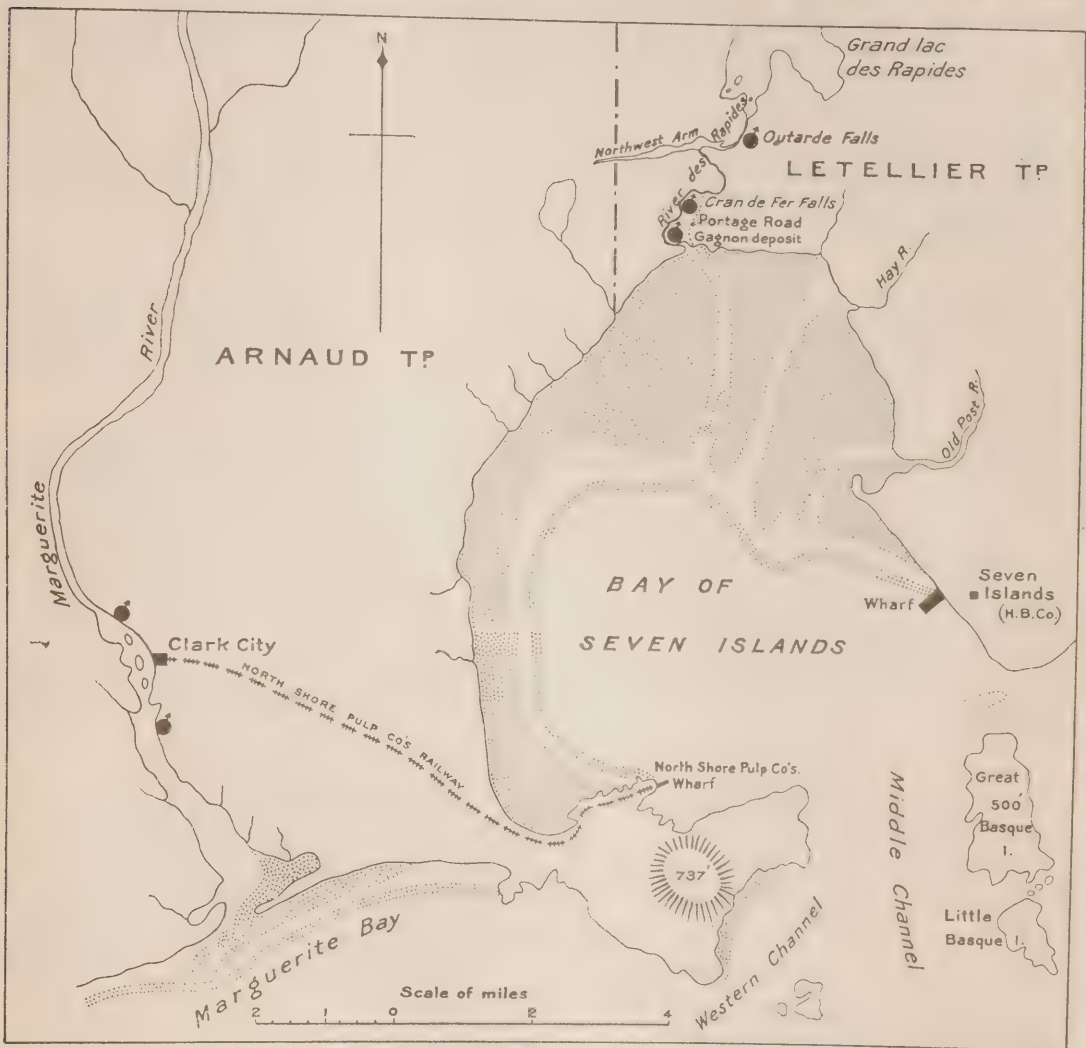 N
Grand lac
des Rapides
Northwest Arm
Rapides
Outarde Falls
LETELLIER TP.
River des
Cran de Fer Falls
Portage Road
Gagnon deposit
Hay R.
River
ARNAUD TP.
Old Post R.
Marguerite
BAY OF
SEVEN ISLANDS
Wharf
Seven
Islands
(H.B.Co.)
Clark City
NORTH SHORE PULP CO'S RAILWAY
North Shore Pulp Co's.
Wharf
Middle Channel
Great
500'
Basque
I.
737'
Little
Basque I.
Marguerite Bay
Western Channel
Scale of miles
2 1 0 2 4